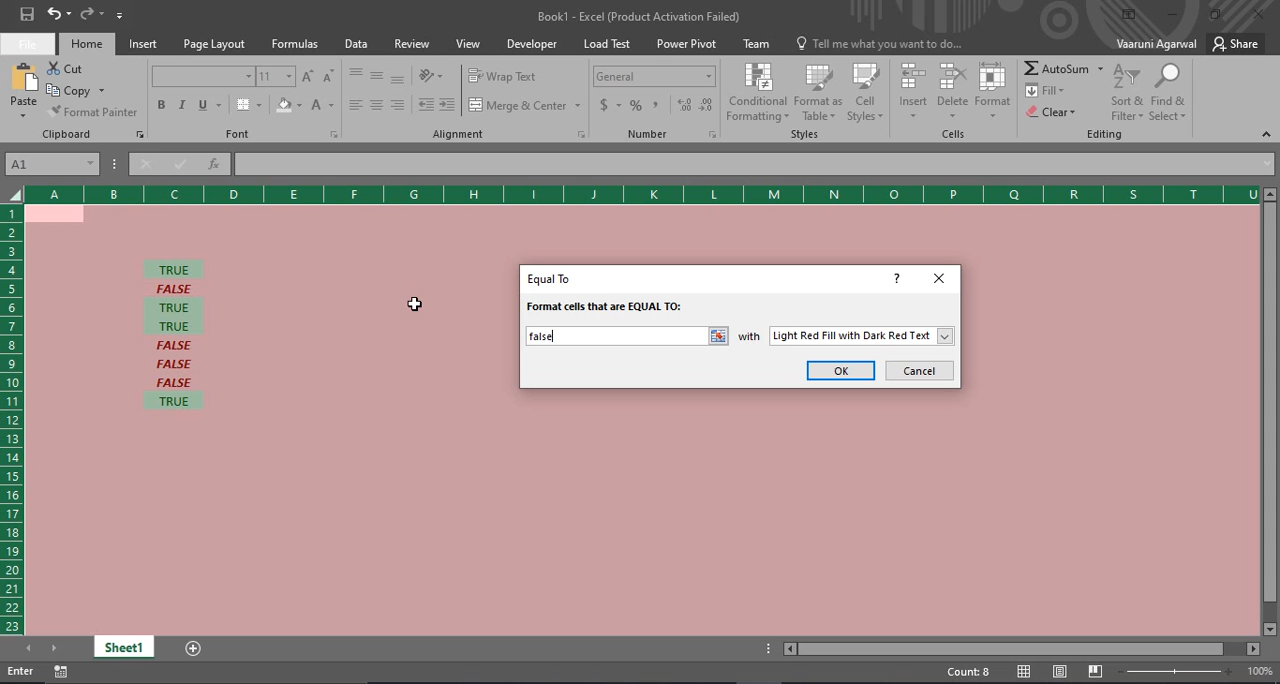 Book1 - Excel (Product Activation Failed)
File Home Insert Page Layout Formulas Data Review View Developer Load Test Power Pivot Team Tell me what you want to do... Vaaruni Agarwal Share
Paste
Cut
Copy
Format Painter
Clipboard
11
B I U A
Font
Wrap Text
Merge & Center
Alignment
General
$ % ,
Number
Conditional Formatting
Format as Table
Cell Styles
Styles
Insert Delete Format
Cells
AutoSum
Fill
Clear
Sort & Filter
Find & Select
Editing
A1 fx
A B C D E F G H I J K L M N O P Q R S T U
1
2
3
4 TRUE
5 FALSE
6 TRUE
7 TRUE
8 FALSE
9 FALSE
10 FALSE
11 TRUE
12
13
14
15
16
17
18
19
20
21
22
23
Equal To ?
Format cells that are EQUAL TO:
false with Light Red Fill with Dark Red Text
OK Cancel
Sheet1
Enter Count: 8 100%